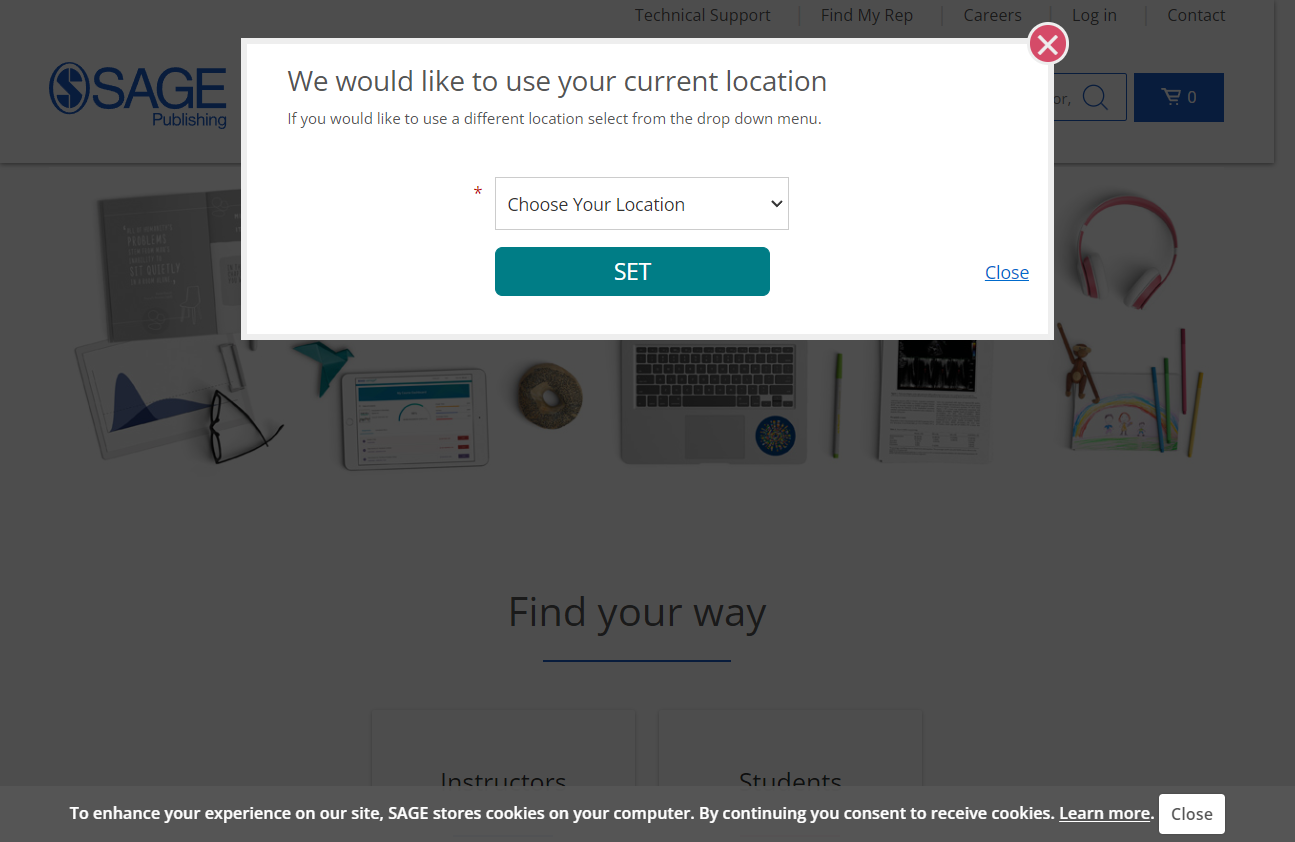 Technical Support
Find My Rep
Careers
Log in
Contact
SAGE
Publishing
or,
0
We would like to use your current location
If you would like to use a different location select from the drop down menu.
* Choose Your Location
SET
Close
PROBLEMS
SIT QUIETLY
Find your way
Instructors
Students
To enhance your experience on our site, SAGE stores cookies on your computer. By continuing you consent to receive cookies. Learn more. Close